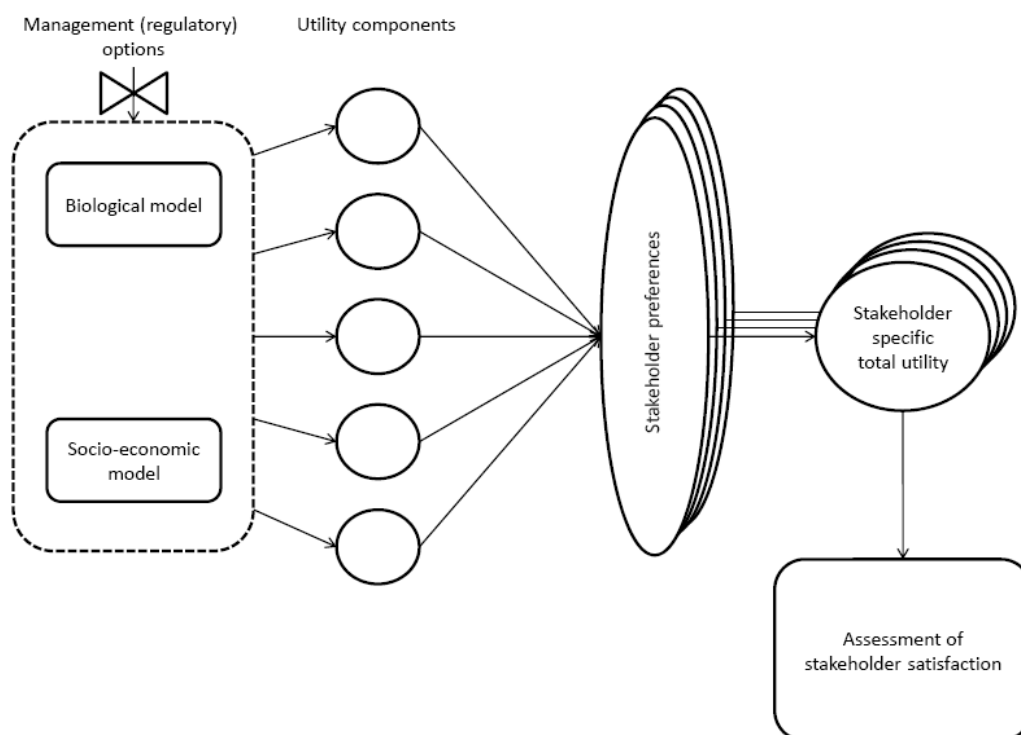 Management (regulatory)
options
Utility components
Biological model
Socio-economic
model
Stakeholder preferences
Stakeholder
specific
total utility
Assessment of
stakeholder satisfaction